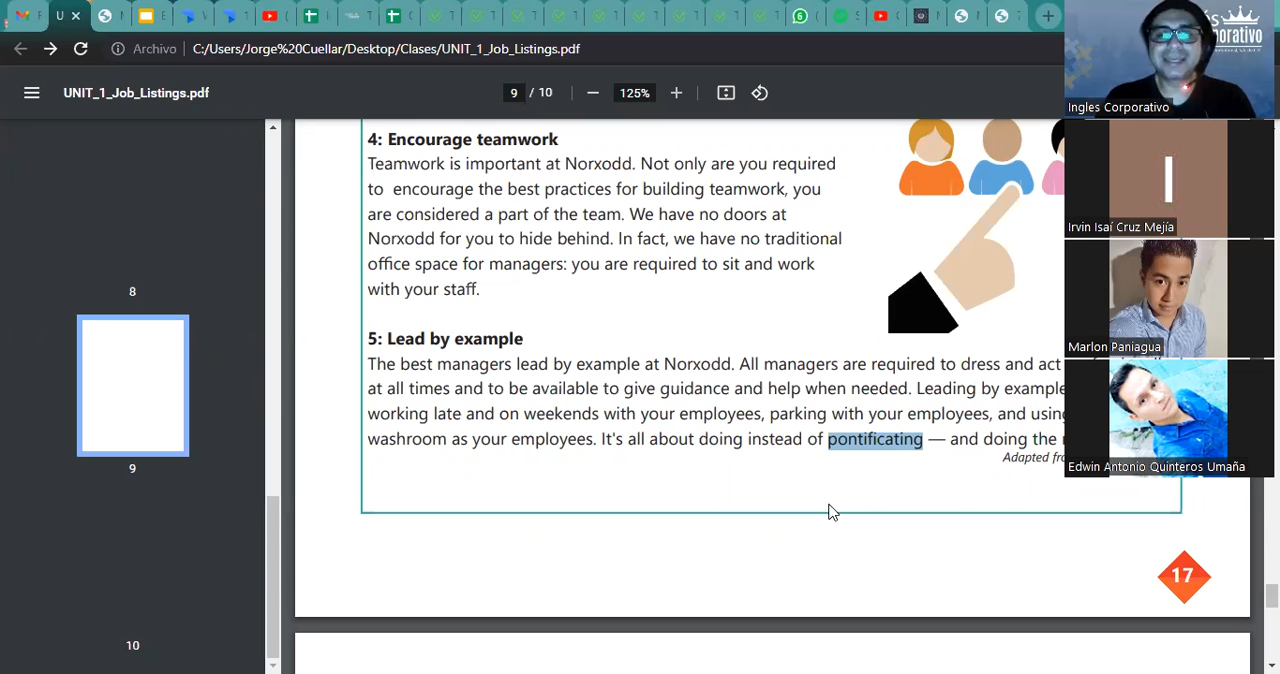 U
E
T
archivo
Archivo C:/Users/Jorge%20Cuellar/Desktop/Clases/UNIT_1_Job_Listings.pdf
UNIT_1_Job_Listings.pdf
9 / 10
125%
8
9
10
4: Encourage teamwork
Teamwork is important at Norxodd. Not only are you required
to encourage the best practices for building teamwork, you
are considered a part of the team. We have no doors at
Norxodd for you to hide behind. In fact, we have no traditional
office space for managers: you are required to sit and work
with your staff.
5: Lead by example
The best managers lead by example at Norxodd. All managers are required to dress and act
at all times and to be available to give guidance and help when needed. Leading by example
working late and on weekends with your employees, parking with your employees, and using
washroom as your employees. It's all about doing instead of pontificating — and doing the
Adapted from
17
orporativo
Ingles Corporativo
I
Irvin Isaí Cruz Mejía
Marlon Paniagua
Edwin Antonio Quinteros Umaña